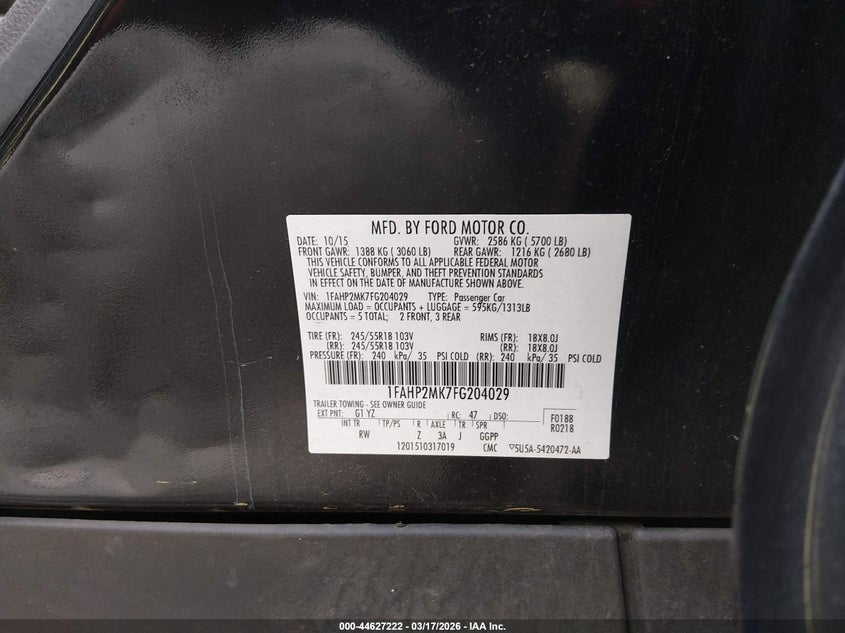 MFD. BY FORD MOTOR CO.
DATE: 10/15 GVWR: 2586 KG ( 5700 LB)
FRONT GAWR: 1388 KG ( 3060 LB) REAR GAWR: 1216 KG ( 2680 LB)
THIS VEHICLE CONFORMS TO ALL APPLICABLE FEDERAL MOTOR
VEHICLE SAFETY, BUMPER, AND THEFT PREVENTION STANDARDS
IN EFFECT ON THE DATE OF MANUFACTURE SHOWN ABOVE.
VIN: 1FAHP2MK7FG204029 TYPE: Passenger Car
MAXIMUM LOAD = OCCUPANTS + LUGGAGE = 595KG/1313LB
OCCUPANTS = 5 TOTAL; 2 FRONT, 3 REAR
TIRE (FR): 245/55R18 103V RIMS (FR): 18X8.0J
(RR): 245/55R18 103V (RR): 18X8.0J
PRESSURE (FR): 240 kPa/ 35 PSI COLD (RR): 240 kPa/ 35 PSI COLD
1FAHP2MK7FG204029
TRAILER TOWING - SEE OWNER GUIDE
EXT PNT: G1 YZ RC: 47 DSO: F0188
INT TR TP/PS R AXLE TR SPR R0218
RW Z 3A J GGPP
1201510317019 CMC SU5A-5420472-AA
000-44627222 - 03/17/2026 - IAA Inc.